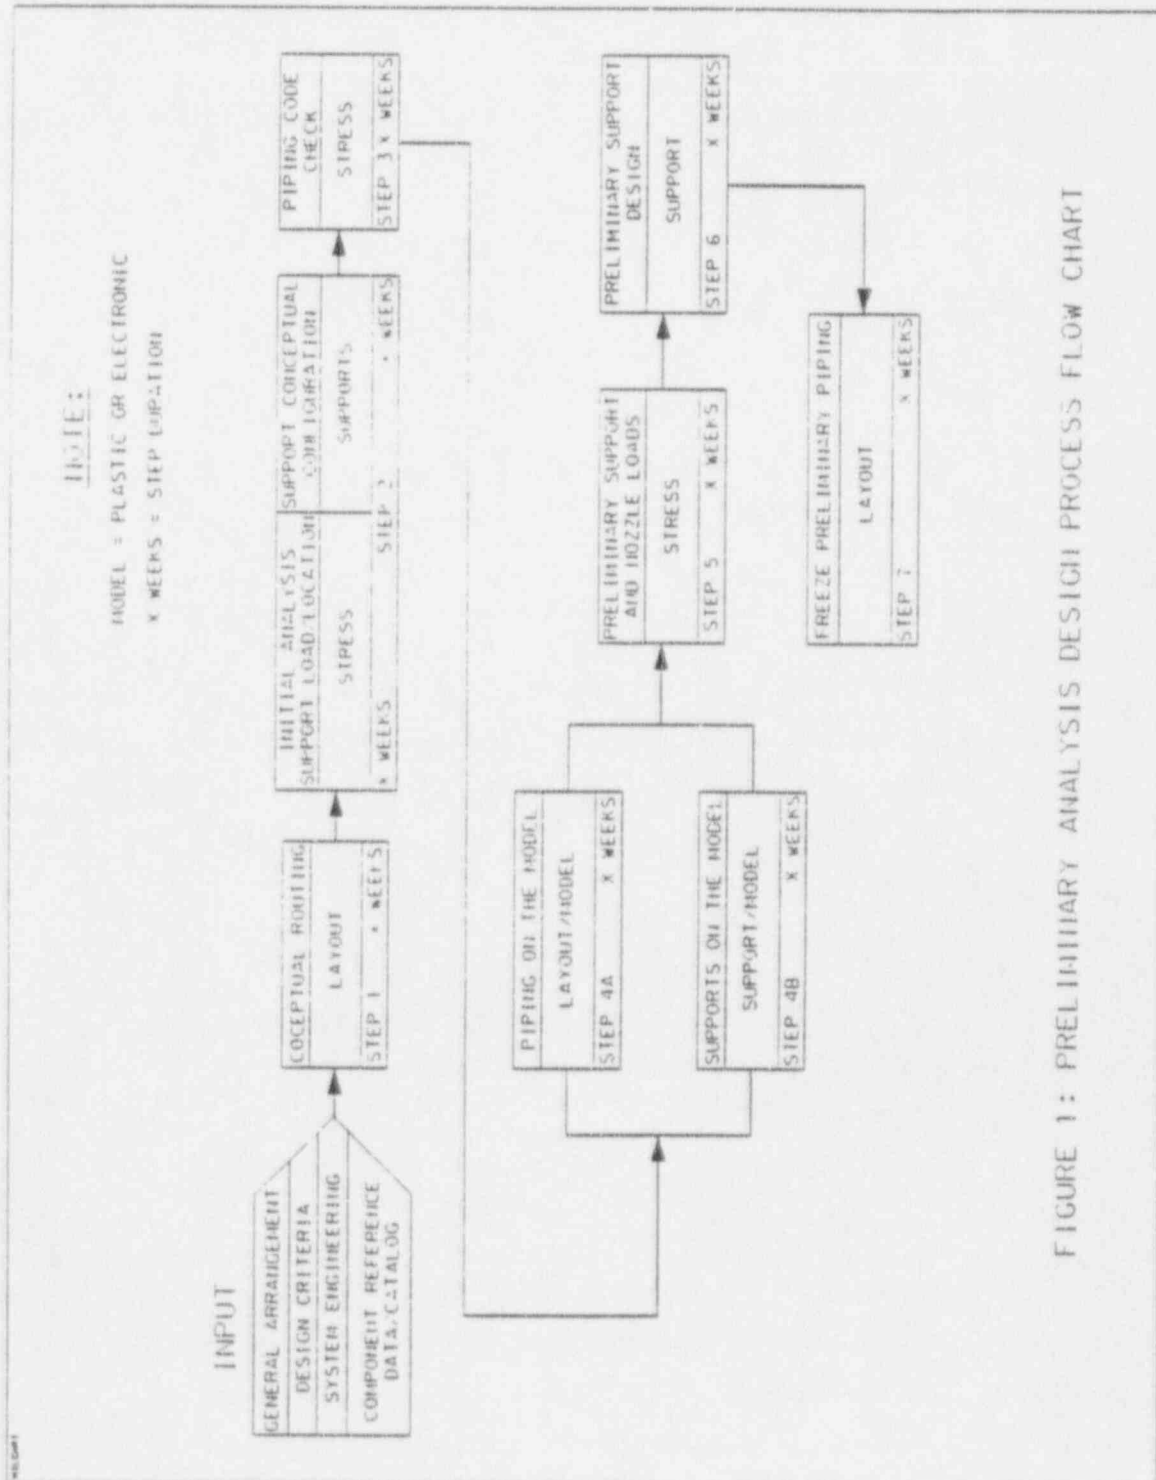 NOTE:
MODEL = PLASTIC OR ELECTRONIC
X WEEKS = STEP DURATION
INPUT
GENERAL ARRANGEMENT
DESIGN CRITERIA
SYSTEM ENGINEERING
COMPONENT REFERENCE
DATA/CATALOG
COCEPTUAL ROUTING
LAYOUT
STEP 1 X WEEKS
INITIAL ANALYSIS
SUPPORT LOAD/LOCATION
STRESS
X WEEKS
STEP 2
SUPPORT CONCEPTUAL
CONFIGURATION
SUPPORTS
X WEEKS
PIPING CODE
CHECK
STRESS
STEP 3 X WEEKS
PIPING ON THE MODEL
LAYOUT/MODEL
STEP 4A X WEEKS
SUPPORTS ON THE MODEL
SUPPORT/MODEL
STEP 4B X WEEKS
PRELIMINARY SUPPORT
AND NOZZLE LOADS
STRESS
STEP 5 X WEEKS
PRELIMINARY SUPPORT
DESIGN
SUPPORT
STEP 6 X WEEKS
FREEZE PRELIMINARY PIPING
LAYOUT
STEP 7 X WEEKS
FIGURE 1: PRELIMINARY ANALYSIS DESIGN PROCESS FLOW CHART